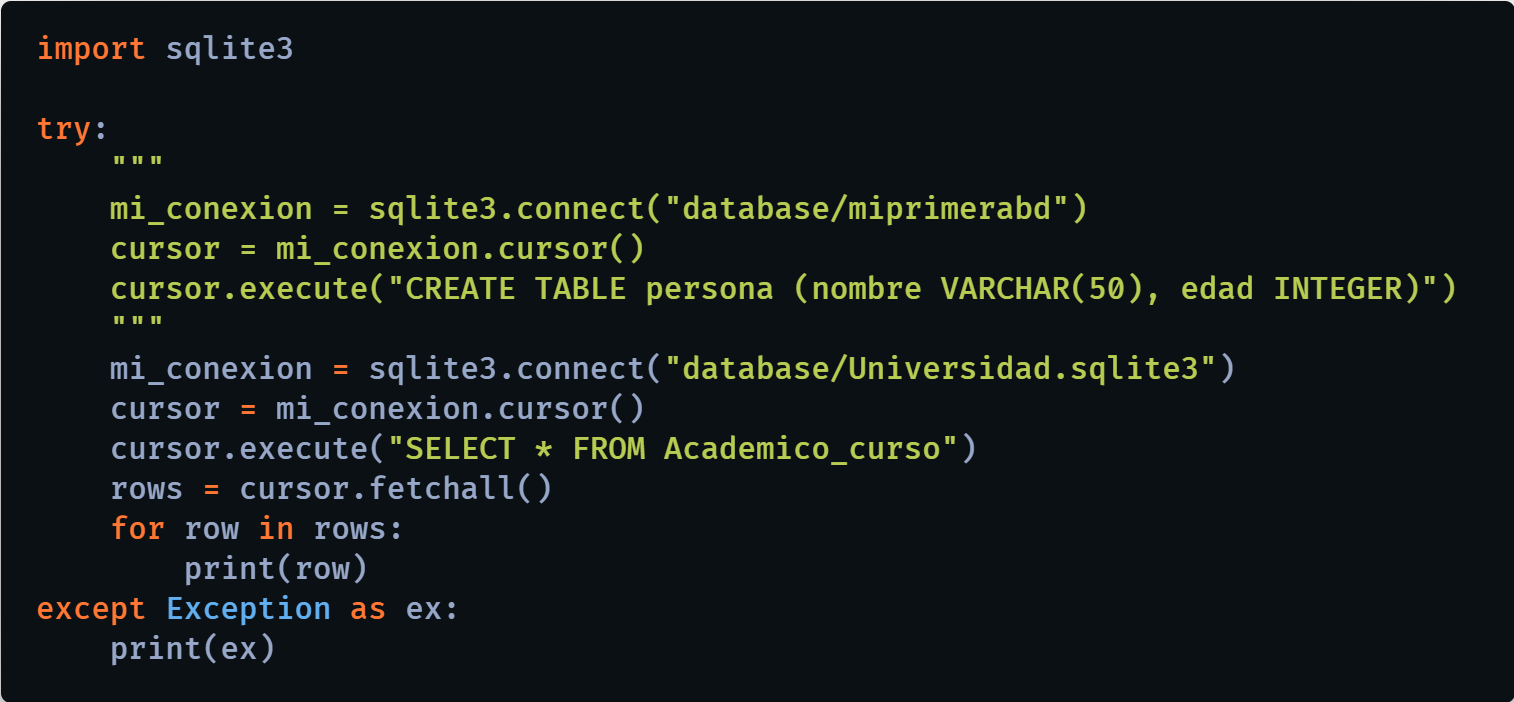 import sqlite3

try:
    """
    mi_conexion = sqlite3.connect("database/miprimerabd")
    cursor = mi_conexion.cursor()
    cursor.execute("CREATE TABLE persona (nombre VARCHAR(50), edad INTEGER)")
    """
    mi_conexion = sqlite3.connect("database/Universidad.sqlite3")
    cursor = mi_conexion.cursor()
    cursor.execute("SELECT * FROM Academico_curso")
    rows = cursor.fetchall()
    for row in rows:
        print(row)
except Exception as ex:
    print(ex)